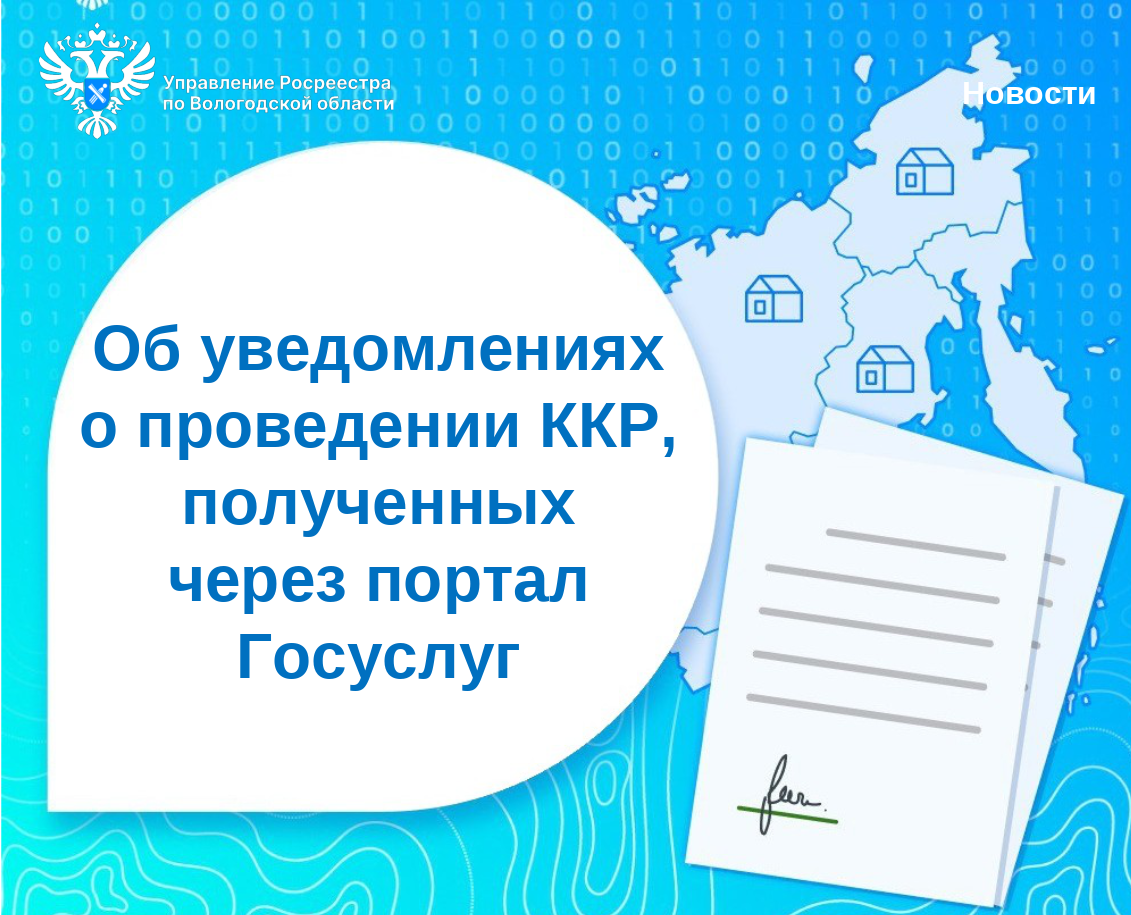 Управление Росреестра
по Вологодской области
Новости
Об уведомлениях
о проведении ККР,
полученных
через портал
Госуслуг